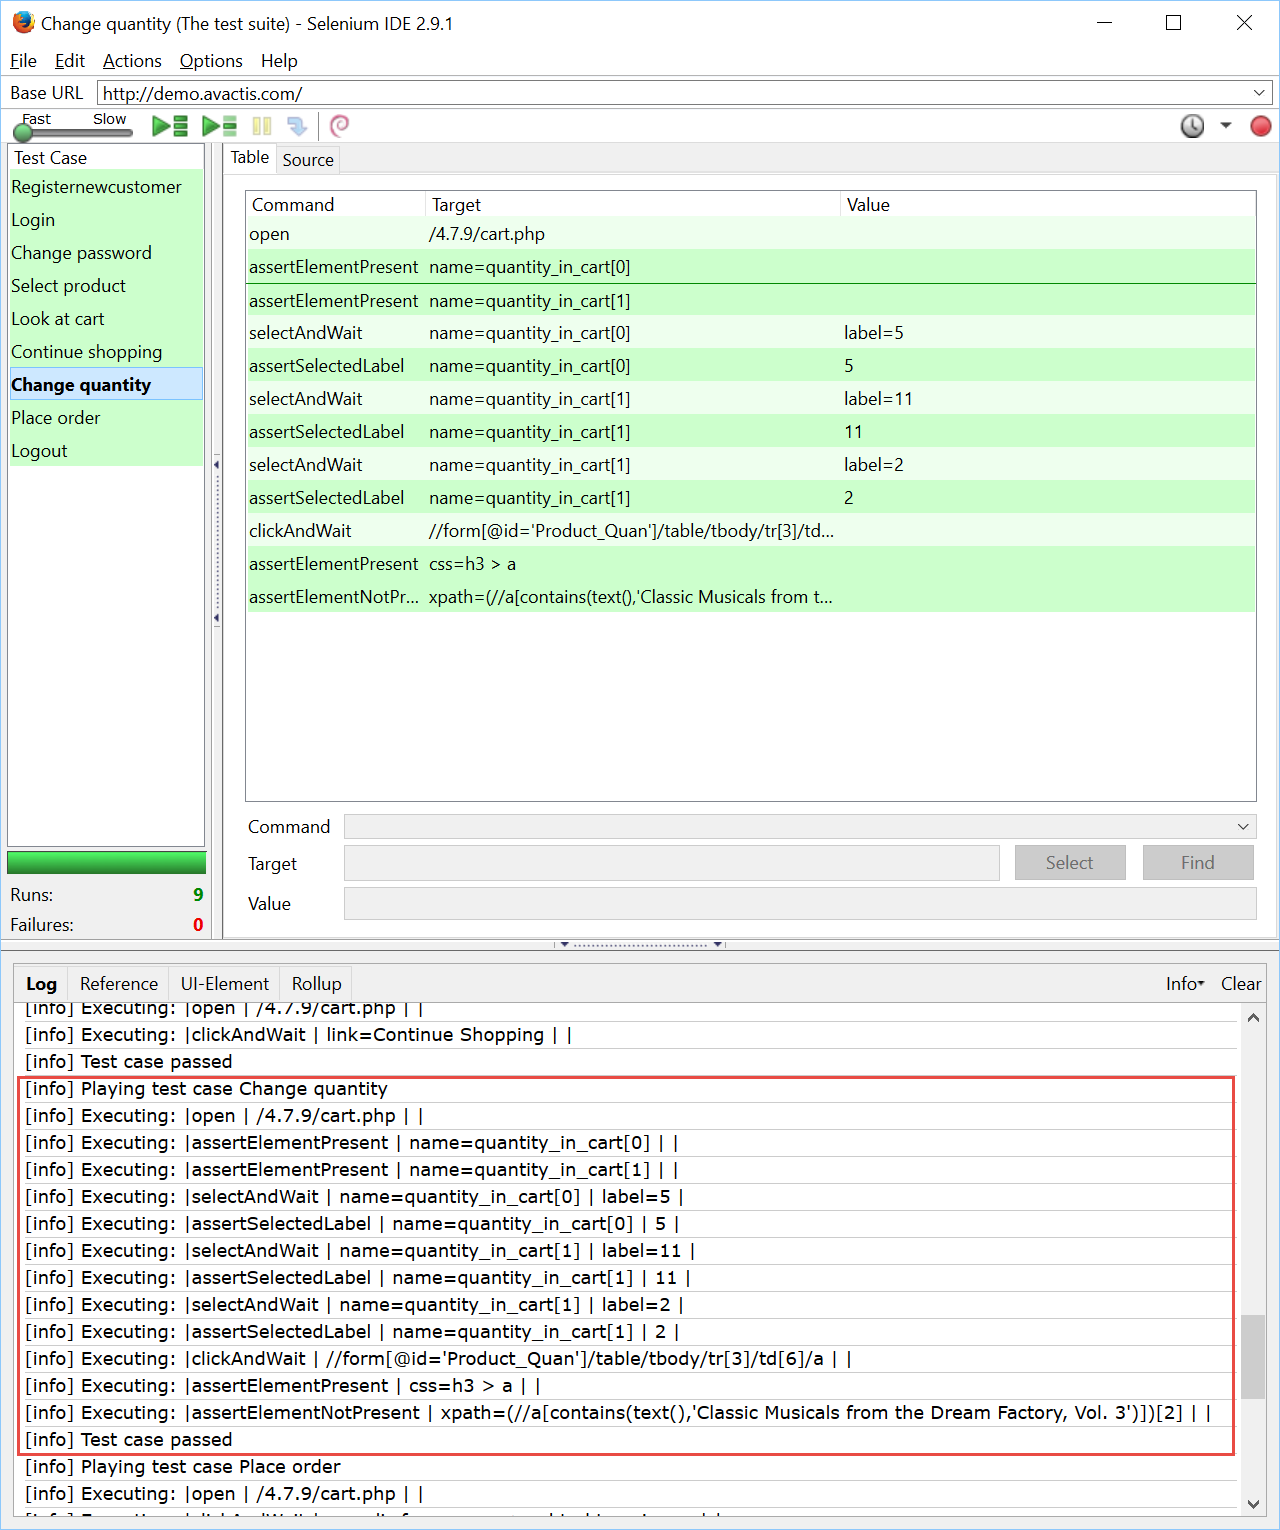 Change quantity (The test suite) - Selenium IDE 2.9.1
File Edit Actions Options Help
Base URL http://demo.avactis.com/
Fast Slow
Test Case
Registernewcustomer
Login
Change password
Select product
Look at cart
Continue shopping
Change quantity
Place order
Logout
Runs: 9
Failures: 0
Table Source
Command Target Value
open /4.7.9/cart.php
assertElementPresent name=quantity_in_cart[0]
assertElementPresent name=quantity_in_cart[1]
selectAndWait name=quantity_in_cart[0] label=5
assertSelectedLabel name=quantity_in_cart[0] 5
selectAndWait name=quantity_in_cart[1] label=11
assertSelectedLabel name=quantity_in_cart[1] 11
selectAndWait name=quantity_in_cart[1] label=2
assertSelectedLabel name=quantity_in_cart[1] 2
clickAndWait //form[@id='Product_Quan']/table/tbody/tr[3]/td...
assertElementPresent css=h3 > a
assertElementNotPr... xpath=(//a[contains(text(),'Classic Musicals from t...
Command
Target Select Find
Value
Log Reference UI-Element Rollup Info Clear
[info] Executing: |open | /4.7.9/cart.php | |
[info] Executing: |clickAndWait | link=Continue Shopping | |
[info] Test case passed
[info] Playing test case Change quantity
[info] Executing: |open | /4.7.9/cart.php | |
[info] Executing: |assertElementPresent | name=quantity_in_cart[0] | |
[info] Executing: |assertElementPresent | name=quantity_in_cart[1] | |
[info] Executing: |selectAndWait | name=quantity_in_cart[0] | label=5 |
[info] Executing: |assertSelectedLabel | name=quantity_in_cart[0] | 5 |
[info] Executing: |selectAndWait | name=quantity_in_cart[1] | label=11 |
[info] Executing: |assertSelectedLabel | name=quantity_in_cart[1] | 11 |
[info] Executing: |selectAndWait | name=quantity_in_cart[1] | label=2 |
[info] Executing: |assertSelectedLabel | name=quantity_in_cart[1] | 2 |
[info] Executing: |clickAndWait | //form[@id='Product_Quan']/table/tbody/tr[3]/td[6]/a | |
[info] Executing: |assertElementPresent | css=h3 > a | |
[info] Executing: |assertElementNotPresent | xpath=(//a[contains(text(),'Classic Musicals from the Dream Factory, Vol. 3')])[2] | |
[info] Test case passed
[info] Playing test case Place order
[info] Executing: |open | /4.7.9/cart.php | |